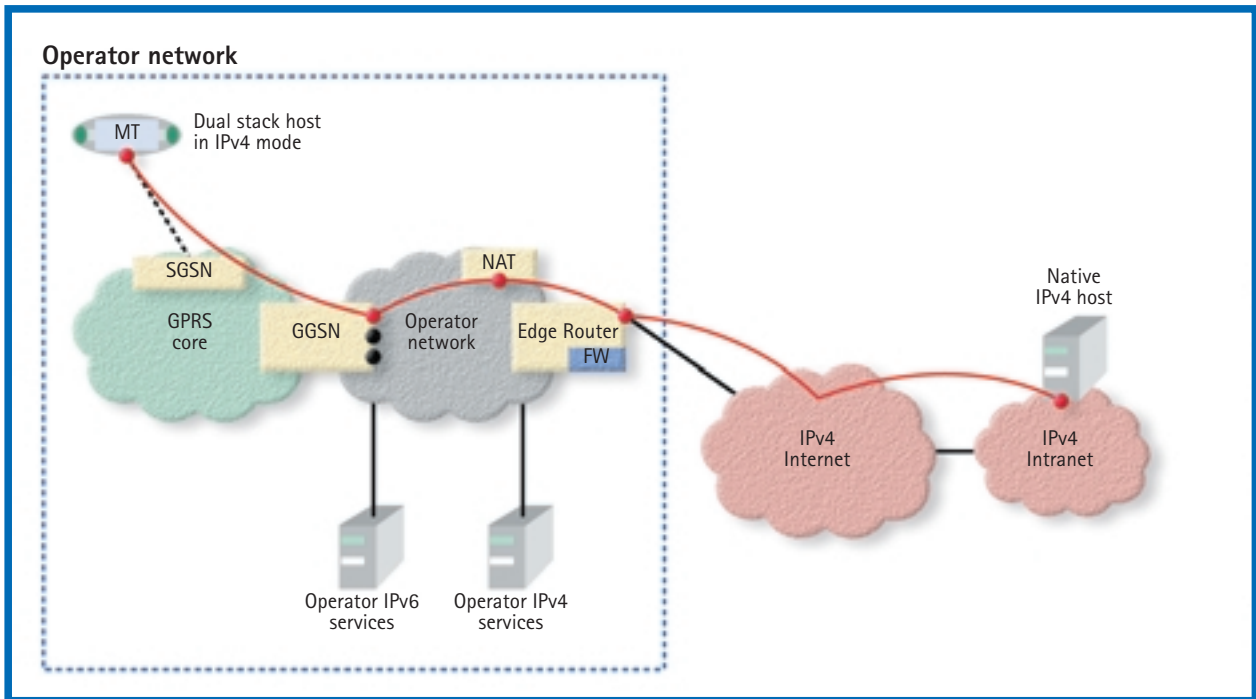 Operator network
MT
Dual stack host
in IPv4 mode
SGSN
GPRS
core
GGSN
Operator
network
NAT
Edge Router
FW
Native
IPv4 host
IPv4
Internet
IPv4
Intranet
Operator IPv6
services
Operator IPv4
services